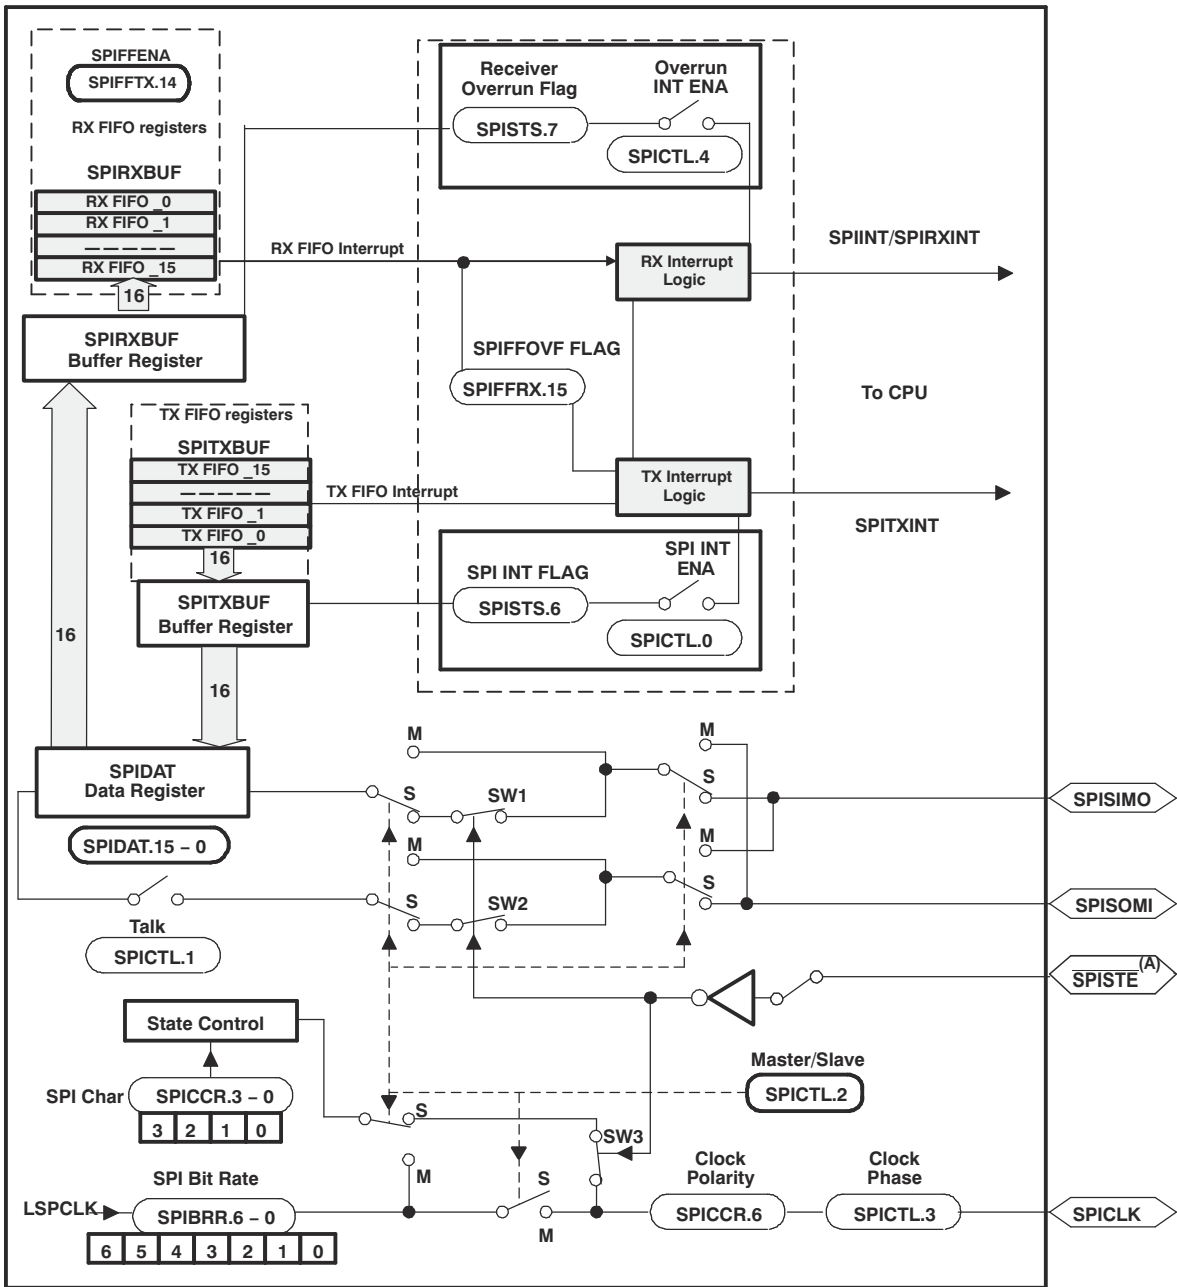 SPIFFENA
SPIFFTX.14
RX FIFO registers
SPIRXBUF
RX FIFO _0
RX FIFO _1
– – – – –
RX FIFO _15
16
SPIRXBUF
Buffer Register
Receiver
Overrun Flag
SPISTS.7
Overrun
INT ENA
SPICTL.4
RX FIFO Interrupt
RX Interrupt
Logic
SPIINT/SPIRXINT
SPIFFOVF FLAG
SPIFFRX.15
To CPU
TX FIFO registers
SPITXBUF
TX FIFO _15
– – – – –
TX FIFO _1
TX FIFO _0
16
TX FIFO Interrupt
TX Interrupt
Logic
SPITXINT
SPITXBUF
Buffer Register
SPI INT FLAG
SPISTS.6
SPI INT
ENA
SPICTL.0
16
16
SPIDAT
Data Register
SPIDAT.15 – 0
M
S
SW1
M
S
SPISIMO
M
S
SW2
M
S
SPISOMI
Talk
SPICTL.1
SPISTE (A)
State Control
Master/Slave
SPICTL.2
SPI Char
SPICCR.3 – 0
3 2 1 0
S
SW3
M
SPI Bit Rate
LSPCLK
SPIBRR.6 – 0
6 5 4 3 2 1 0
S
M
Clock
Polarity
SPICCR.6
Clock
Phase
SPICTL.3
SPICLK